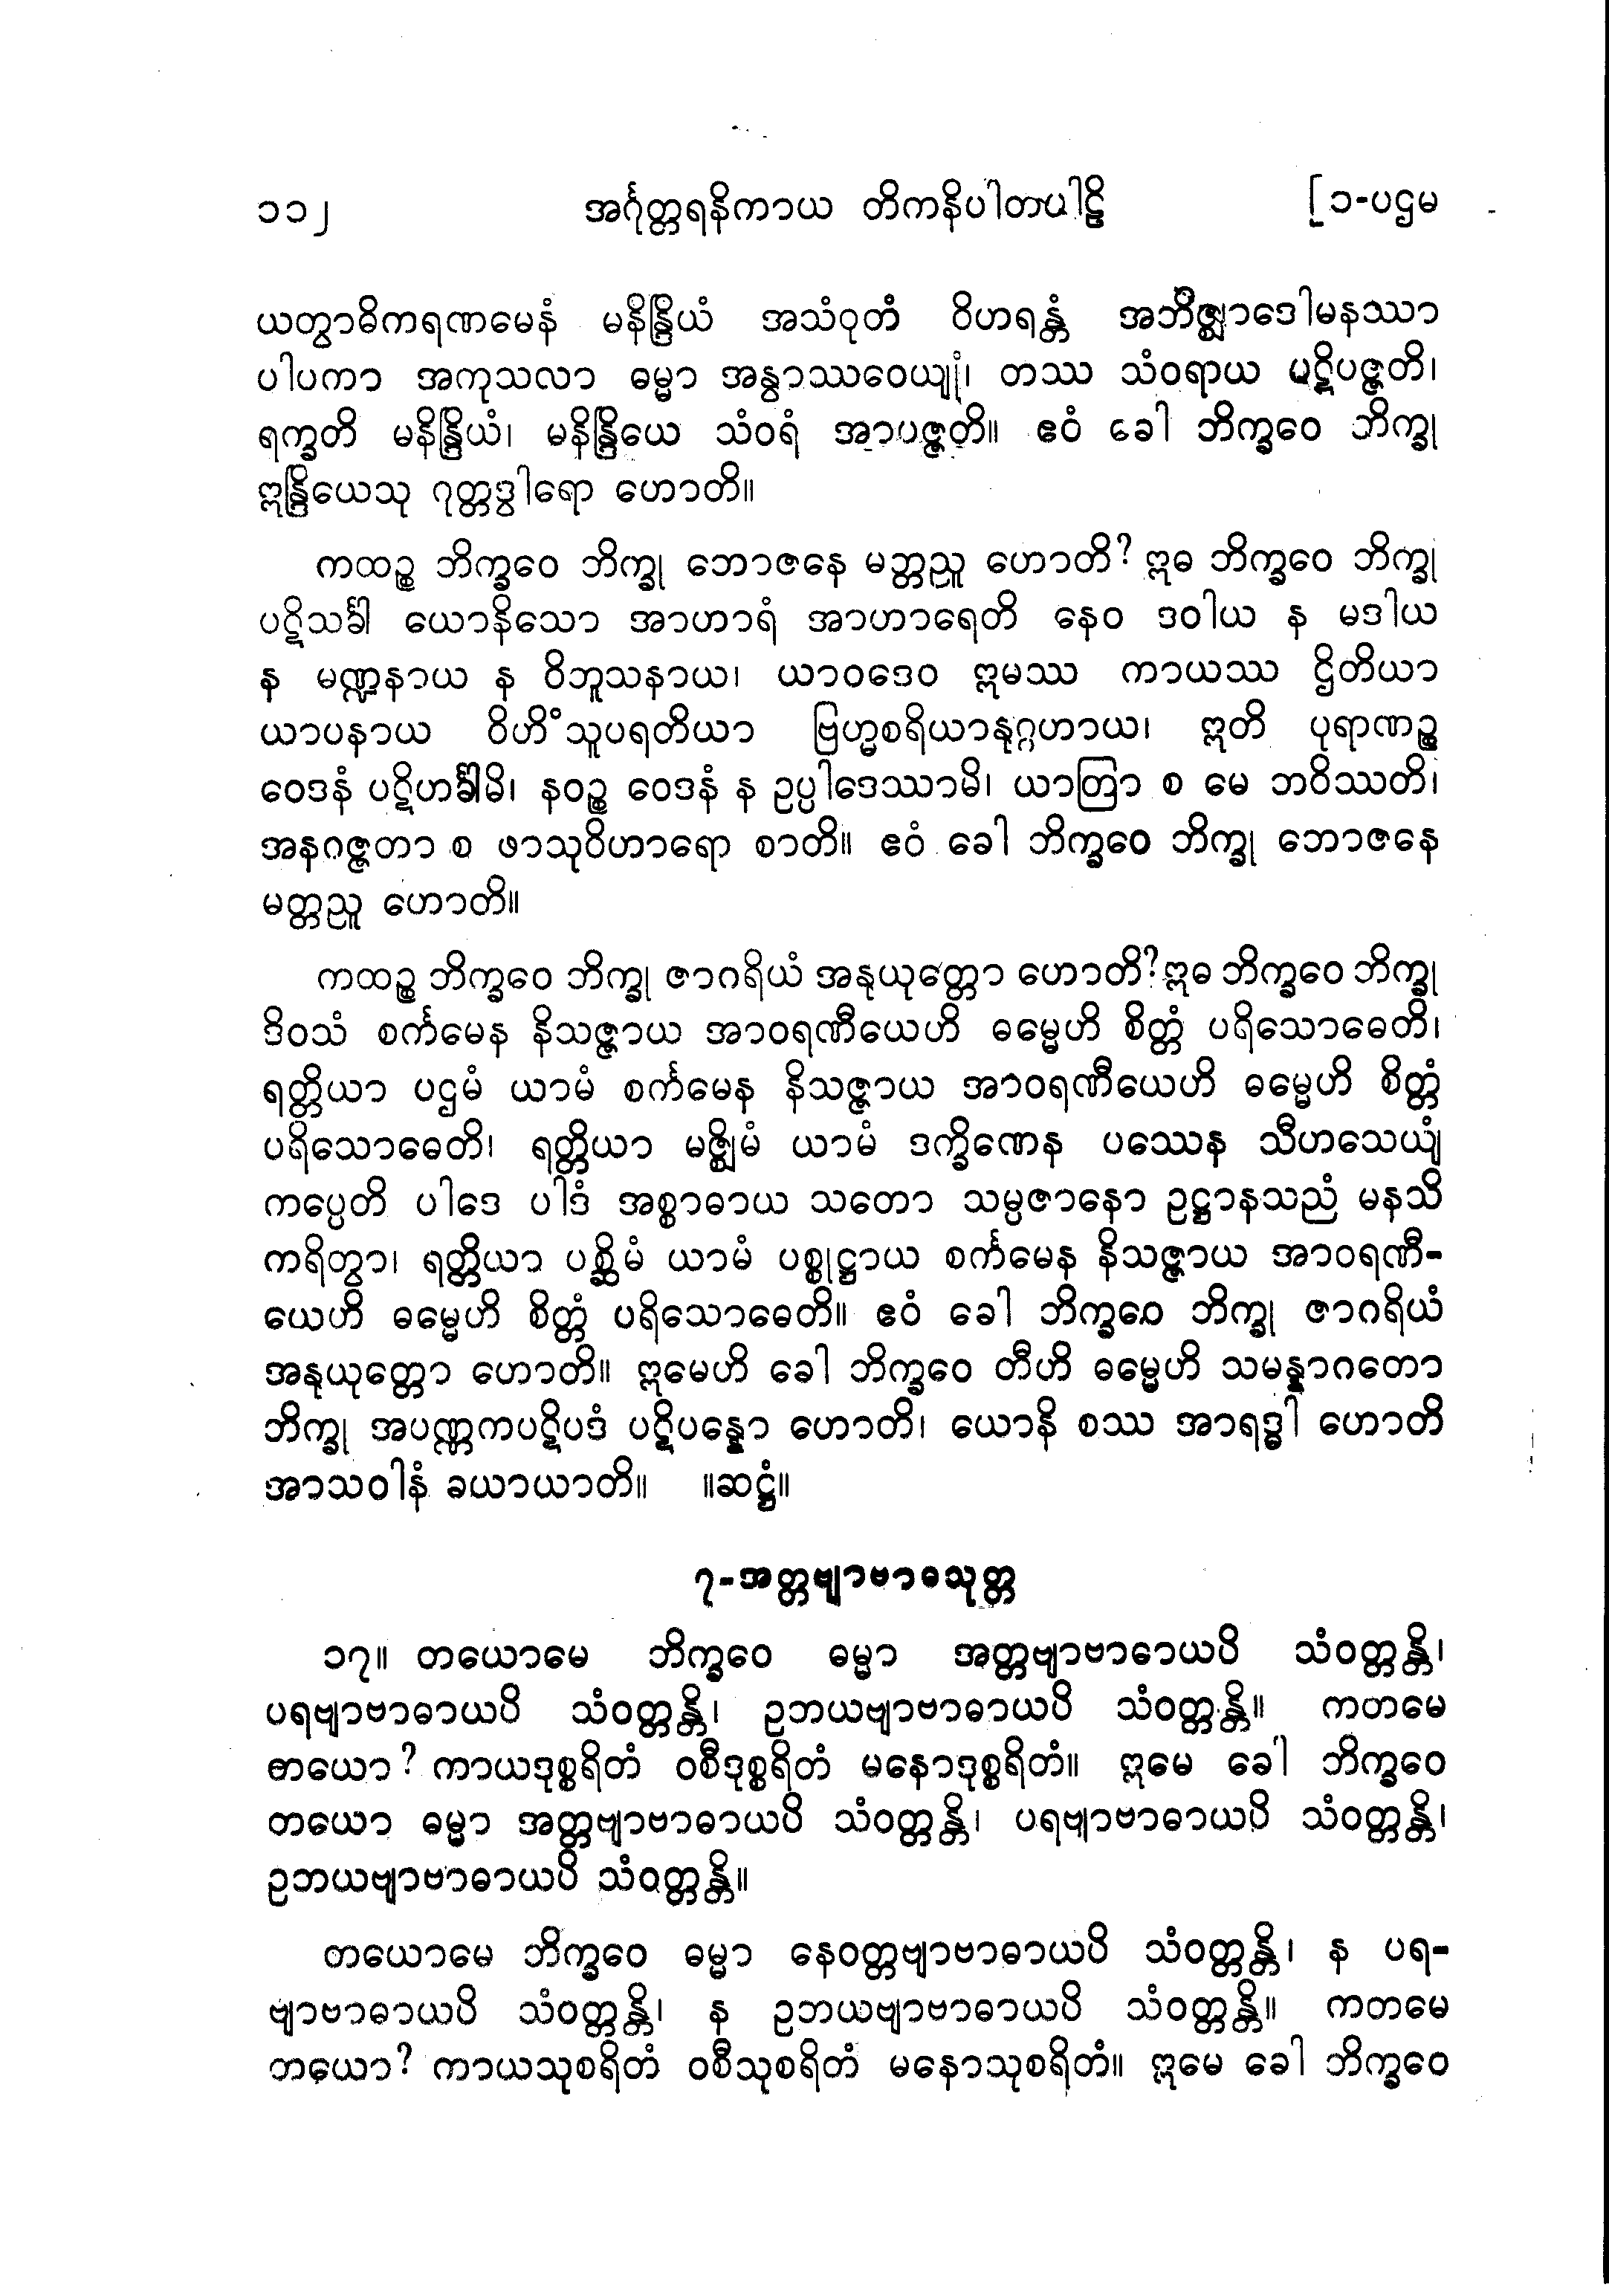 ၁၁၂ အင်္ဂုတ္တရနိကာယ တိကနိပါတပါဠိ [၁-ပဌမ
ယတွာဓိကရဏမေနံ မနိန္ဒြိယံ အသံဝုတံ ဝိဟရန္တံ အဘိဇ္ဈာဒေါမနဿာ
ပါပကာ အကုသလာ ဓမ္မာ အနွာဿဝေယျုံ၊ တဿ သံဝရာယ ပဋိပဇ္ဇတိ၊
ရက္ခတိ မနိန္ဒြိယံ၊ မနိန္ဒြိယေ သံဝရံ အာပဇ္ဇတိ။ ဧဝံ ခေါ ဘိက္ခဝေ ဘိက္ခု
ဣန္ဒြိယေသု ဂုတ္တဒွါရော ဟောတိ။
ကထဉ္စ ဘိက္ခဝေ ဘိက္ခု ဘောဇနေ မတ္တညူ ဟောတိ? ဣဓ ဘိက္ခဝေ ဘိက္ခု
ပဋိသင်္ခါ ယောနိသော အာဟာရံ အာဟာရေတိ နေဝ ဒဝါယ န မဒါယ
န မဏ္ဍနာယ န ဝိဘူသနာယ၊ ယာဝဒေဝ ဣမဿ ကာယဿ ဌိတိယာ
ယာပနာယ ဝိဟိံသူပရတိယာ ဗြဟ္မစရိယာနုဂ္ဂဟာယ၊ ဣတိ ပုရာဏဉ္စ
ဝေဒနံ ပဋိဟင်္ခါမိ၊ နဝဉ္စ ဝေဒနံ န ဥပ္ပါဒေဿာမိ၊ ယာတြာ စ မေ ဘဝိဿတိ၊
အနဝဇ္ဇတာ စ ဖာသုဝိဟာရော စာတိ။ ဧဝံ ခေါ ဘိက္ခဝေ ဘိက္ခု ဘောဇနေ
မတ္တညူ ဟောတိ။
ကထဉ္စ ဘိက္ခဝေ ဘိက္ခု ဇာဂရိယံ အနုယုတ္တော ဟောတိ? ဣဓ ဘိက္ခဝေ ဘိက္ခု
ဒိဝသံ စင်္ကမေန နိသဇ္ဇာယ အာဝရဏီယေဟိ ဓမ္မေဟိ စိတ္တံ ပရိသောဓေတိ၊
ရတ္တိယာ ပဌမံ ယာမံ စင်္ကမေန နိသဇ္ဇာယ အာဝရဏီယေဟိ ဓမ္မေဟိ စိတ္တံ
ပရိသောဓေတိ၊ ရတ္တိယာ မဇ္ဈိမံ ယာမံ ဒက္ခိဏေန ပဿေန သီဟသေယျံ
ကပ္ပေတိ ပါဒေ ပါဒံ အစ္စာဓာယ သတော သမ္ပဇာနော ဥဋ္ဌာနသညံ မနသိ
ကရိတွာ၊ ရတ္တိယာ ပစ္ဆိမံ ယာမံ ပစ္စုဋ္ဌာယ စင်္ကမေန နိသဇ္ဇာယ အာဝရဏီ-
ယေဟိ ဓမ္မေဟိ စိတ္တံ ပရိသောဓေတိ။ ဧဝံ ခေါ ဘိက္ခဝေ ဘိက္ခု ဇာဂရိယံ
အနုယုတ္တော ဟောတိ။ ဣမေဟိ ခေါ ဘိက္ခဝေ တီဟိ ဓမ္မေဟိ သမန္နာဂတော
ဘိက္ခု အပဏ္ဏကပဋိပဒံ ပဋိပန္နော ဟောတိ၊ ယောနိ စဿ အာရဒ္ဓါ ဟောတိ
အာသဝါနံ ခယာယာတိ။ ။ဆဋ္ဌံ။
၇-အတ္တဗျာဗာဓသုတ္တ
၁၇။ တယောမေ ဘိက္ခဝေ ဓမ္မာ အတ္တဗျာဗာဓာယပိ သံဝတ္တန္တိ၊
ပရဗျာဗာဓာယပိ သံဝတ္တန္တိ၊ ဥဘယဗျာဗာဓာယပိ သံဝတ္တန္တိ။ ကတမေ
တယော? ကာယဒုစ္စရိတံ ဝစီဒုစ္စရိတံ မနောဒုစ္စရိတံ။ ဣမေ ခေါ ဘိက္ခဝေ
တယော ဓမ္မာ အတ္တဗျာဗာဓာယပိ သံဝတ္တန္တိ၊ ပရဗျာဗာဓာယပိ သံဝတ္တန္တိ၊
ဥဘယဗျာဗာဓာယပိ သံဝတ္တန္တိ။
တယောမေ ဘိက္ခဝေ ဓမ္မာ နေဝတ္တဗျာဗာဓာယပိ သံဝတ္တန္တိ၊ န ပရ-
ဗျာဗာဓာယပိ သံဝတ္တန္တိ၊ န ဥဘယဗျာဗာဓာယပိ သံဝတ္တန္တိ။ ကတမေ
တယော? ကာယသုစရိတံ ဝစီသုစရိတံ မနောသုစရိတံ။ ဣမေ ခေါ ဘိက္ခဝေ